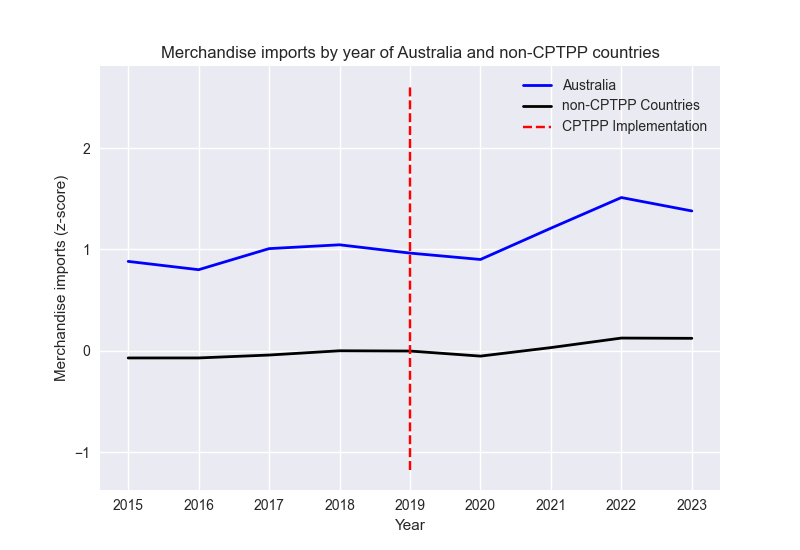 Merchandise imports by year of Australia and non-CPTPP countries
Australia
non-CPTPP Countries
CPTPP Implementation
Merchandise imports (z-score)
2
1
0
−1
2015 2016 2017 2018 2019 2020 2021 2022 2023
Year